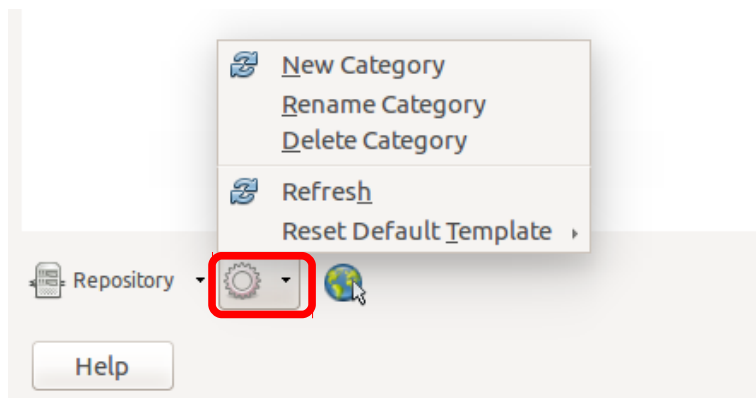 New Category
Rename Category
Delete Category
Refresh
Reset Default Template
Repository
Help